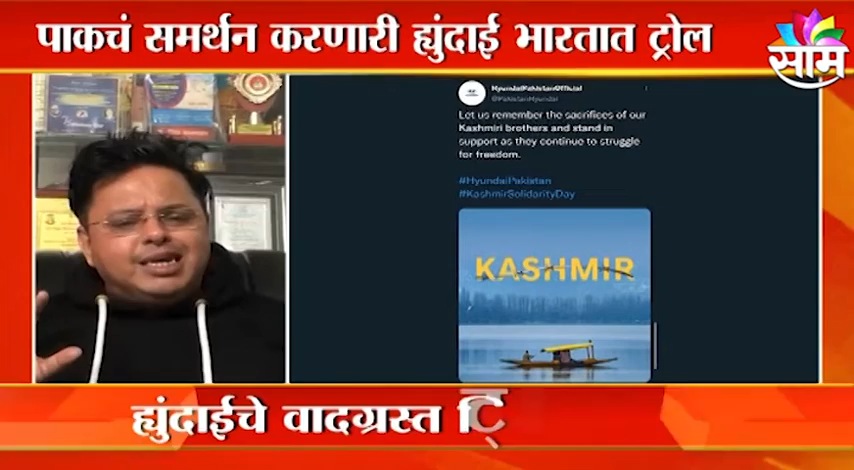 पाकचं समर्थन करणारी ह्युंदाई भारतात ट्रोल
साम
HyundaiPakistanOfficial
@PakistanHyundai
Let us remember the sacrifices of our
Kashmiri brothers and stand in
support as they continue to struggle
for freedom.
#HyundaiPakistan
#KashmirSolidarityDay
KASHMIR
ह्युंदाईचे वादग्रस्त